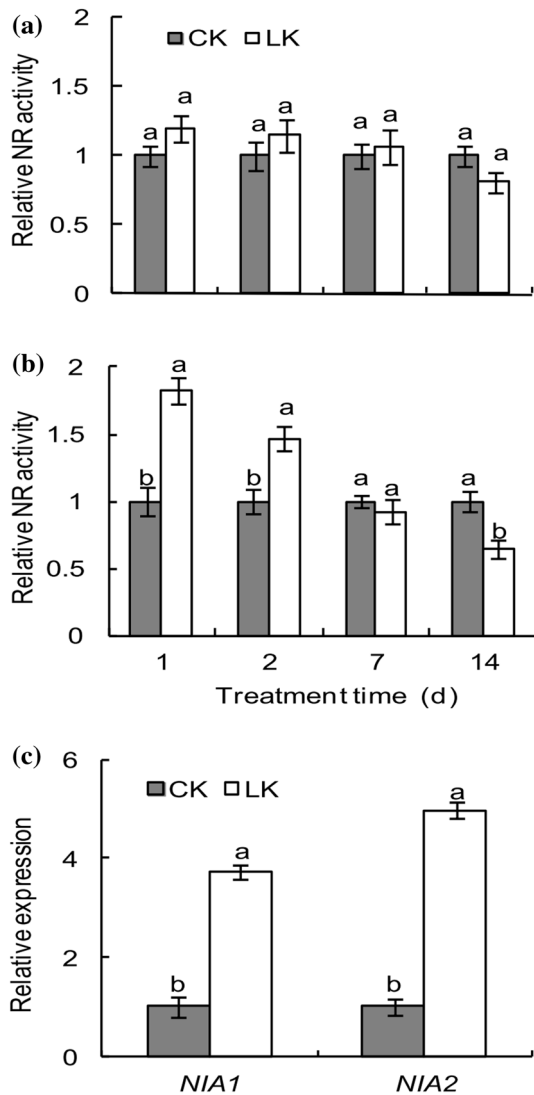 (a)
2
CK LK
1.5
1
0.5
0
Relative NR activity
a a a a a a a a
(b)
2
1.5
1
0.5
0
Relative NR activity
b a b a a a a b
1 2 7 14
Treatment time (d)
(c)
6
CK LK
4
2
0
Relative expression
b a b a
NIA1 NIA2